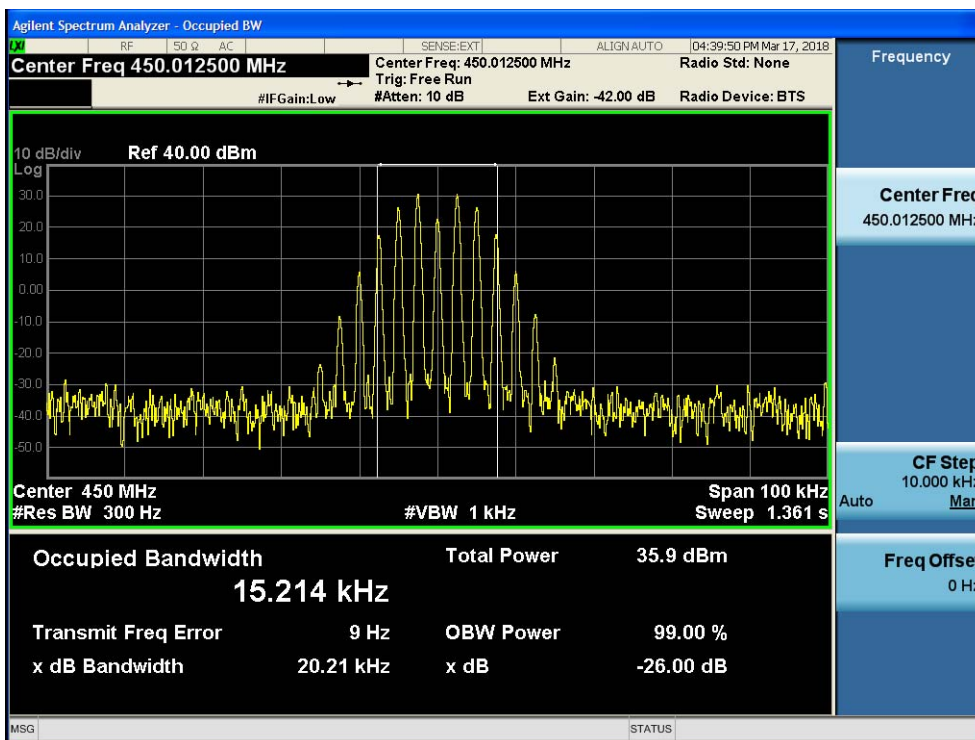 Agilent Spectrum Analyzer - Occupied BW
LXI RF 50 Ω AC SENSE:EXT ALIGN AUTO 04:39:50 PM Mar 17, 2018
Center Freq 450.012500 MHz
Center Freq: 450.012500 MHz
Radio Std: None
Trig: Free Run
#IFGain:Low
#Atten: 10 dB
Ext Gain: -42.00 dB
Radio Device: BTS
10 dB/div
Ref 40.00 dBm
Log
30.0
20.0
10.0
0.00
-10.0
-20.0
-30.0
-40.0
-50.0
Center 450 MHz
Span 100 kHz
#Res BW 300 Hz
#VBW 1 kHz
Sweep 1.361 s
Occupied Bandwidth
Total Power 35.9 dBm
15.214 kHz
Transmit Freq Error 9 Hz
OBW Power 99.00 %
x dB Bandwidth 20.21 kHz
x dB -26.00 dB
MSG
STATUS
Frequency
Center Freq
450.012500 MHz
CF Step
10.000 kHz
Auto Man
Freq Offse
0 Hz